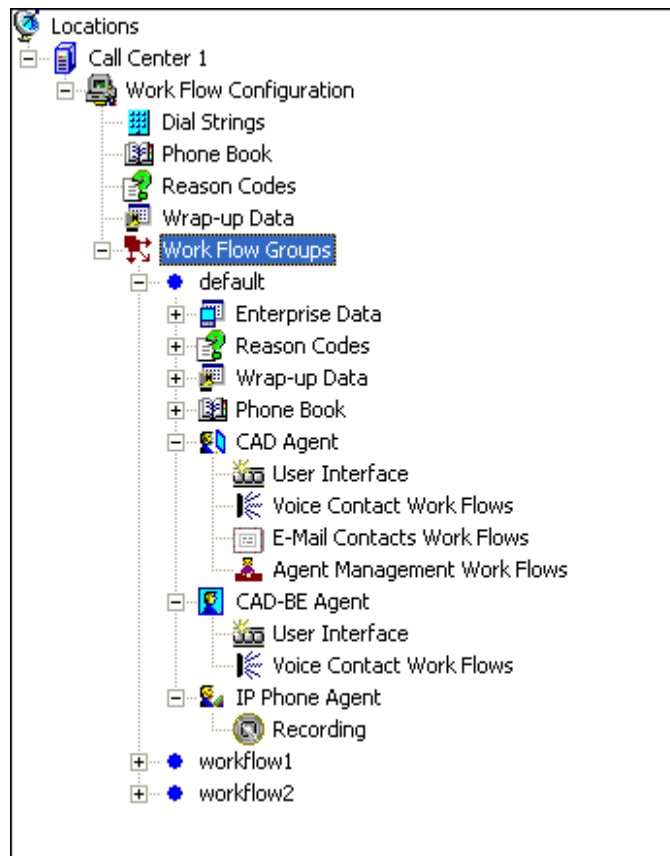 Locations
Call Center 1
Work Flow Configuration
Dial Strings
Phone Book
Reason Codes
Wrap-up Data
Work Flow Groups
default
Enterprise Data
Reason Codes
Wrap-up Data
Phone Book
CAD Agent
User Interface
Voice Contact Work Flows
E-Mail Contacts Work Flows
Agent Management Work Flows
CAD-BE Agent
User Interface
Voice Contact Work Flows
IP Phone Agent
Recording
workflow1
workflow2